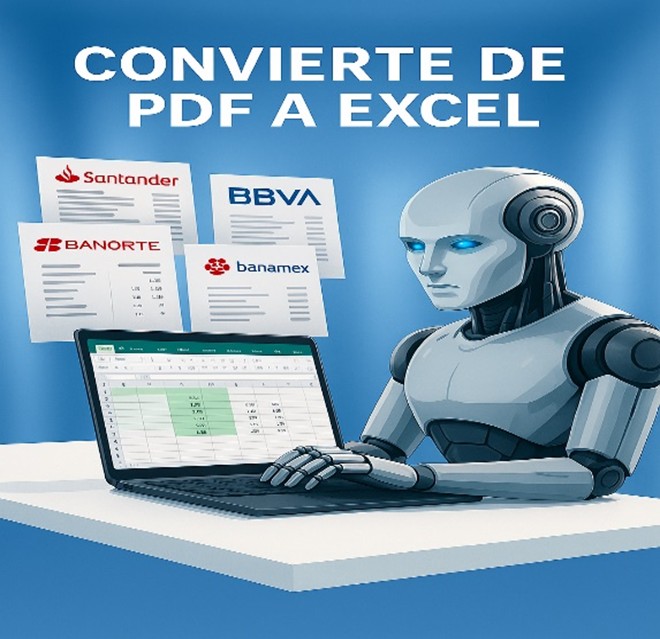 CONVIERTE DE
PDF A EXCEL
Santander
BBVA
BANORTE
banamex